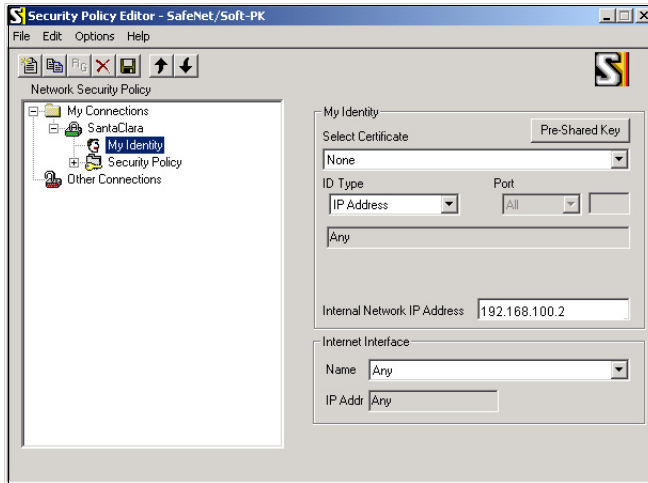 Security Policy Editor - SafeNet/Soft-PK
File Edit Options Help
RG
Network Security Policy
My Connections
SantaClara
My Identity
Security Policy
Other Connections
My Identity
Select Certificate
Pre-Shared Key
None
ID Type
Port
IP Address
All
Any
Internal Network IP Address
192.168.100.2
Internet Interface
Name
Any
IP Addr
Any